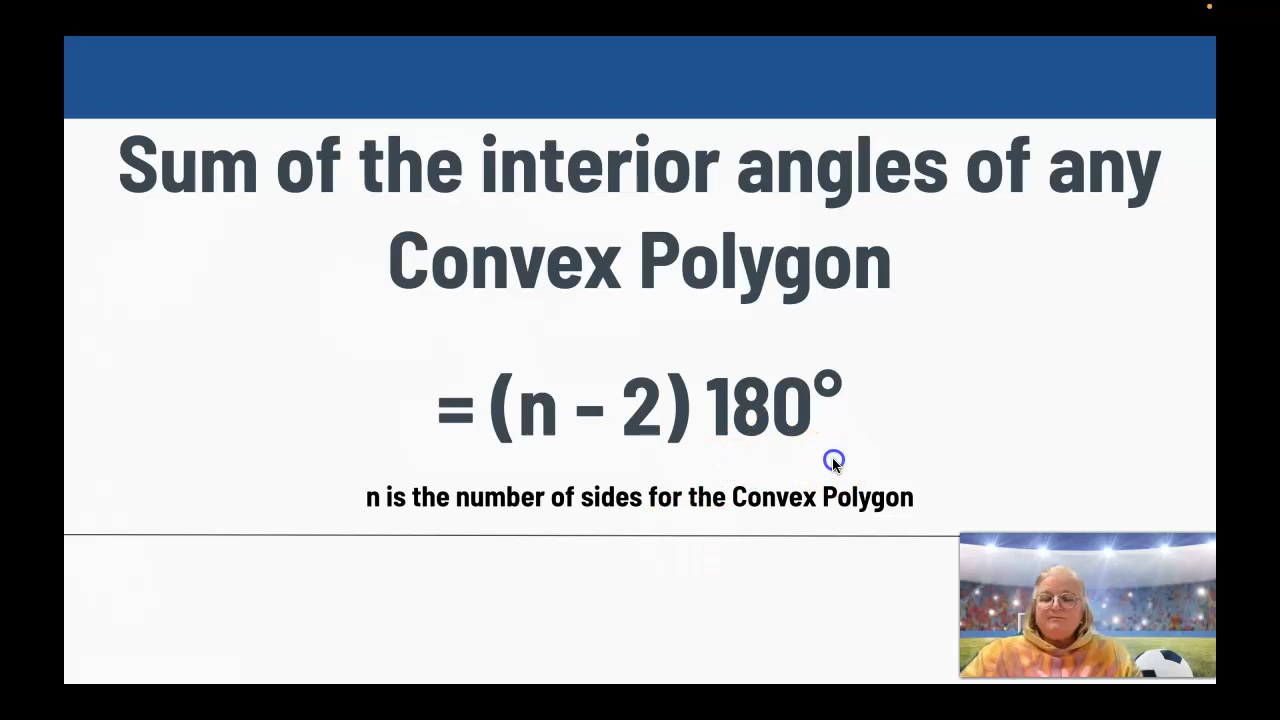 Sum of the interior angles of any
Convex Polygon
= (n - 2) 180°
n is the number of sides for the Convex Polygon